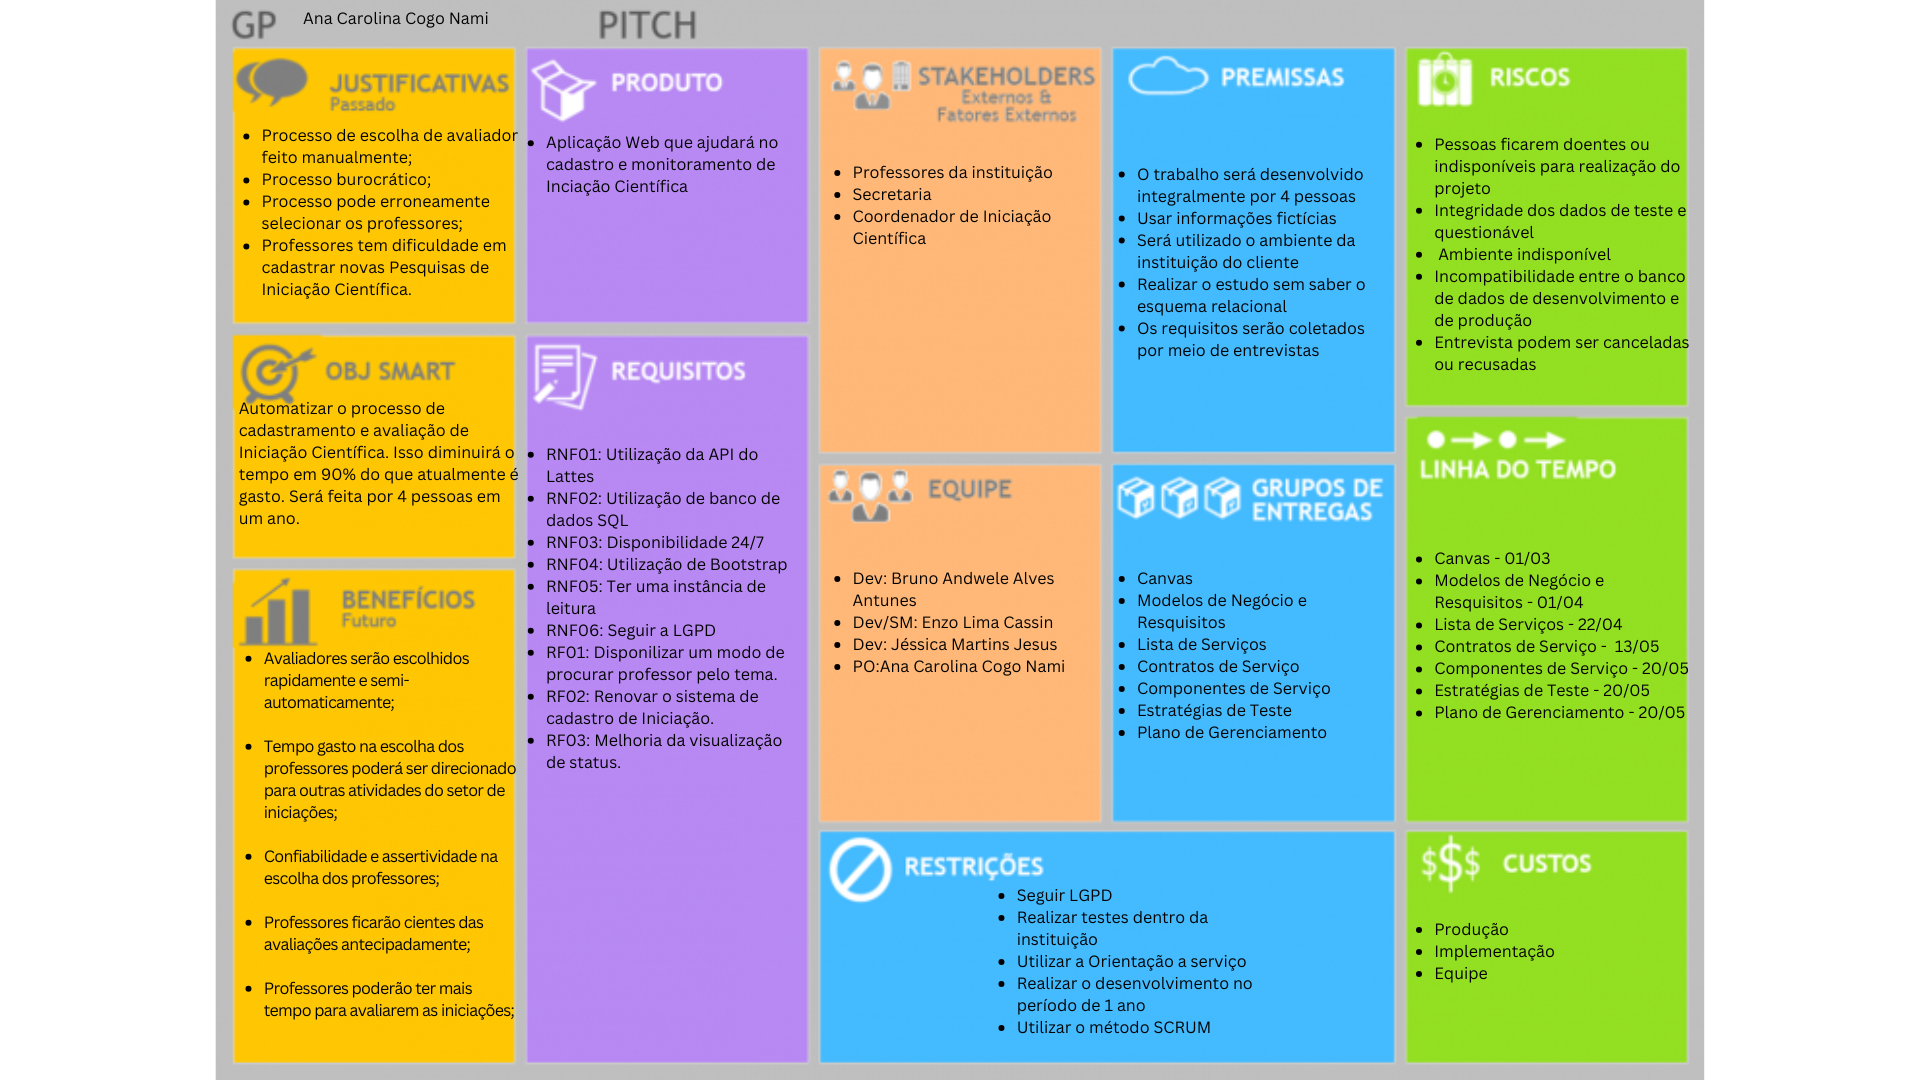 GP
Ana Carolina Cogo Nami
PITCH
JUSTIFICATIVAS
Passado
Processo de escolha de avaliador
feito manualmente;
Processo burocrático;
Processo pode erroneamente
selecionar os professores;
Professores tem dificuldade em
cadastrar novas Pesquisas de
Iniciação Científica.
OBJ SMART
Automatizar o processo de
cadastramento e avaliação de
Iniciação Científica. Isso diminuirá o
tempo em 90% do que atualmente é
gasto. Será feita por 4 pessoas em
um ano.
BENEFÍCIOS
Futuro
Avaliadores serão escolhidos
rapidamente e semi-
automaticamente;
Tempo gasto na escolha dos
professores poderá ser direcionado
para outras atividades do setor de
iniciações;
Confiabilidade e assertividade na
escolha dos professores;
Professores ficarão cientes das
avaliações antecipadamente;
Professores poderão ter mais
tempo para avaliarem as iniciações;
PRODUTO
Aplicação Web que ajudará no
cadastro e monitoramento de
Inciação Científica
REQUISITOS
RNF01: Utilização da API do
Lattes
RNF02: Utilização de banco de
dados SQL
RNF03: Disponibilidade 24/7
RNF04: Utilização de Bootstrap
RNF05: Ter uma instância de
leitura
RNF06: Seguir a LGPD
RF01: Disponilizar um modo de
procurar professor pelo tema.
RF02: Renovar o sistema de
cadastro de Iniciação.
RF03: Melhoria da visualização
de status.
STAKEHOLDERS
Externos &
Fatores Externos
Professores da instituição
Secretaria
Coordenador de Iniciação
Científica
EQUIPE
Dev: Bruno Andwele Alves
Antunes
Dev/SM: Enzo Lima Cassin
Dev: Jéssica Martins Jesus
PO:Ana Carolina Cogo Nami
PREMISSAS
O trabalho será desenvolvido
integralmente por 4 pessoas
Usar informações fictícias
Será utilizado o ambiente da
instituição do cliente
Realizar o estudo sem saber o
esquema relacional
Os requisitos serão coletados
por meio de entrevistas
GRUPOS DE
ENTREGAS
Canvas
Modelos de Negócio e
Resquisitos
Lista de Serviços
Contratos de Serviço
Componentes de Serviço
Estratégias de Teste
Plano de Gerenciamento
RESTRIÇÕES
Seguir LGPD
Realizar testes dentro da
instituição
Utilizar a Orientação a serviço
Realizar o desenvolvimento no
período de 1 ano
Utilizar o método SCRUM
RISCOS
Pessoas ficarem doentes ou
indisponíveis para realização do
projeto
Integridade dos dados de teste e
questionável
Ambiente indisponível
Incompatibilidade entre o banco
de dados de desenvolvimento e
de produção
Entrevista podem ser canceladas
ou recusadas
LINHA DO TEMPO
Canvas - 01/03
Modelos de Negócio e
Resquisitos - 01/04
Lista de Serviços - 22/04
Contratos de Serviço - 13/05
Componentes de Serviço - 20/05
Estratégias de Teste - 20/05
Plano de Gerenciamento - 20/05
$$$ CUSTOS
Produção
Implementação
Equipe